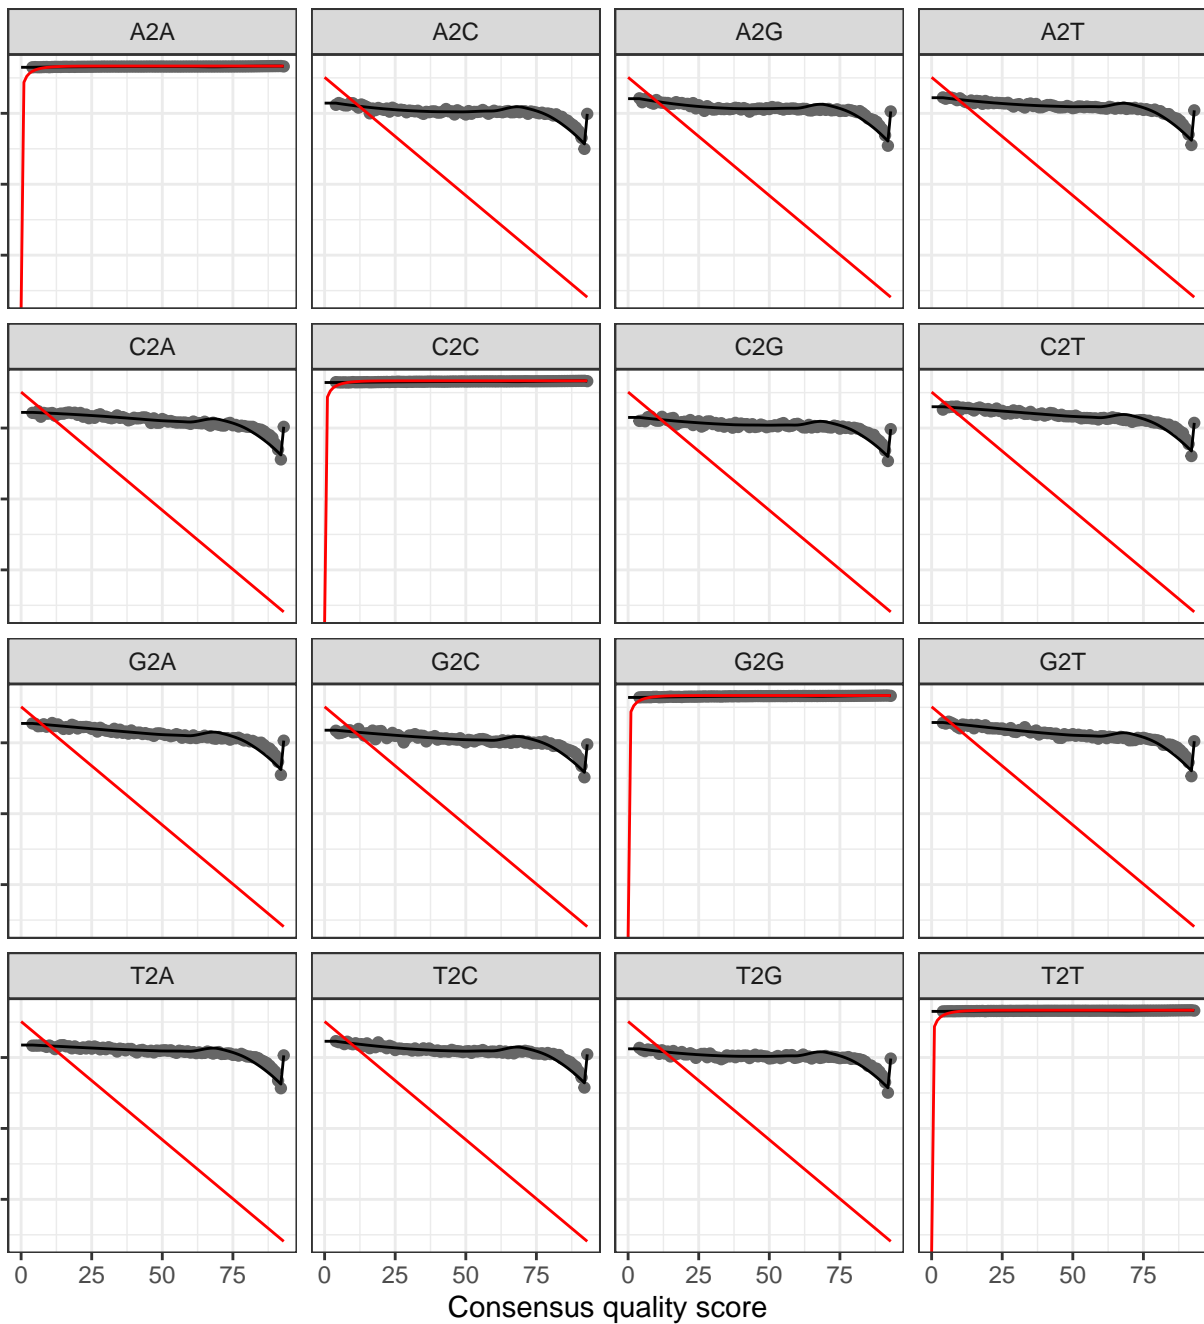 A2A A2C A2G A2T
C2A C2C C2G C2T
G2A G2C G2G G2T
T2A T2C T2G T2T
0 25 50 75 0 25 50 75 0 25 50 75 0 25 50 75
Consensus quality score